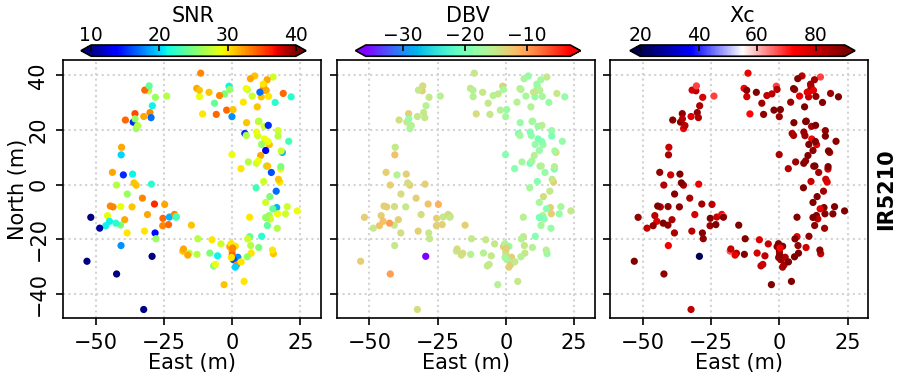 SNR DBV Xc
10 20 30 40 −30 −20 −10 20 40 60 80
40
20
0
−20
−40
North (m)
IR5210
−50 −25 0 25 −50 −25 0 25 −50 −25 0 25
East (m) East (m) East (m)